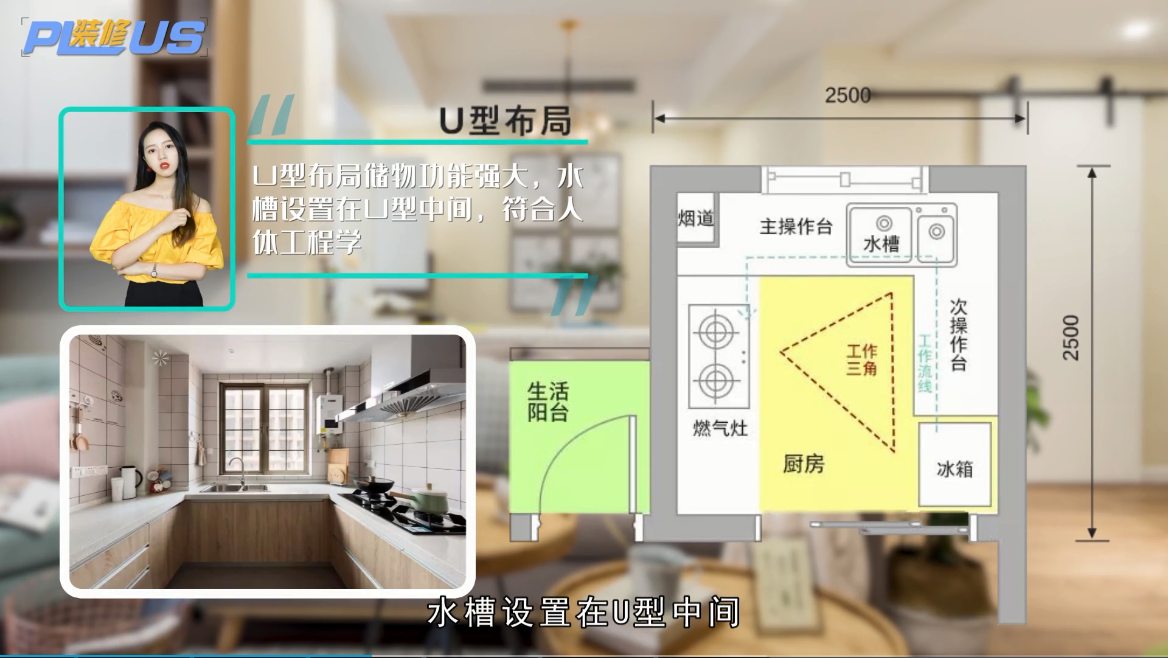 PL装修US
U型布局
U型布局储物功能强大，水
槽设置在U型中间，符合人
体工程学
2500
2500
烟道
主操作台
水槽
次操作台
工作流线
工作
三角
燃气灶
厨房
冰箱
生活
阳台
水槽设置在U型中间